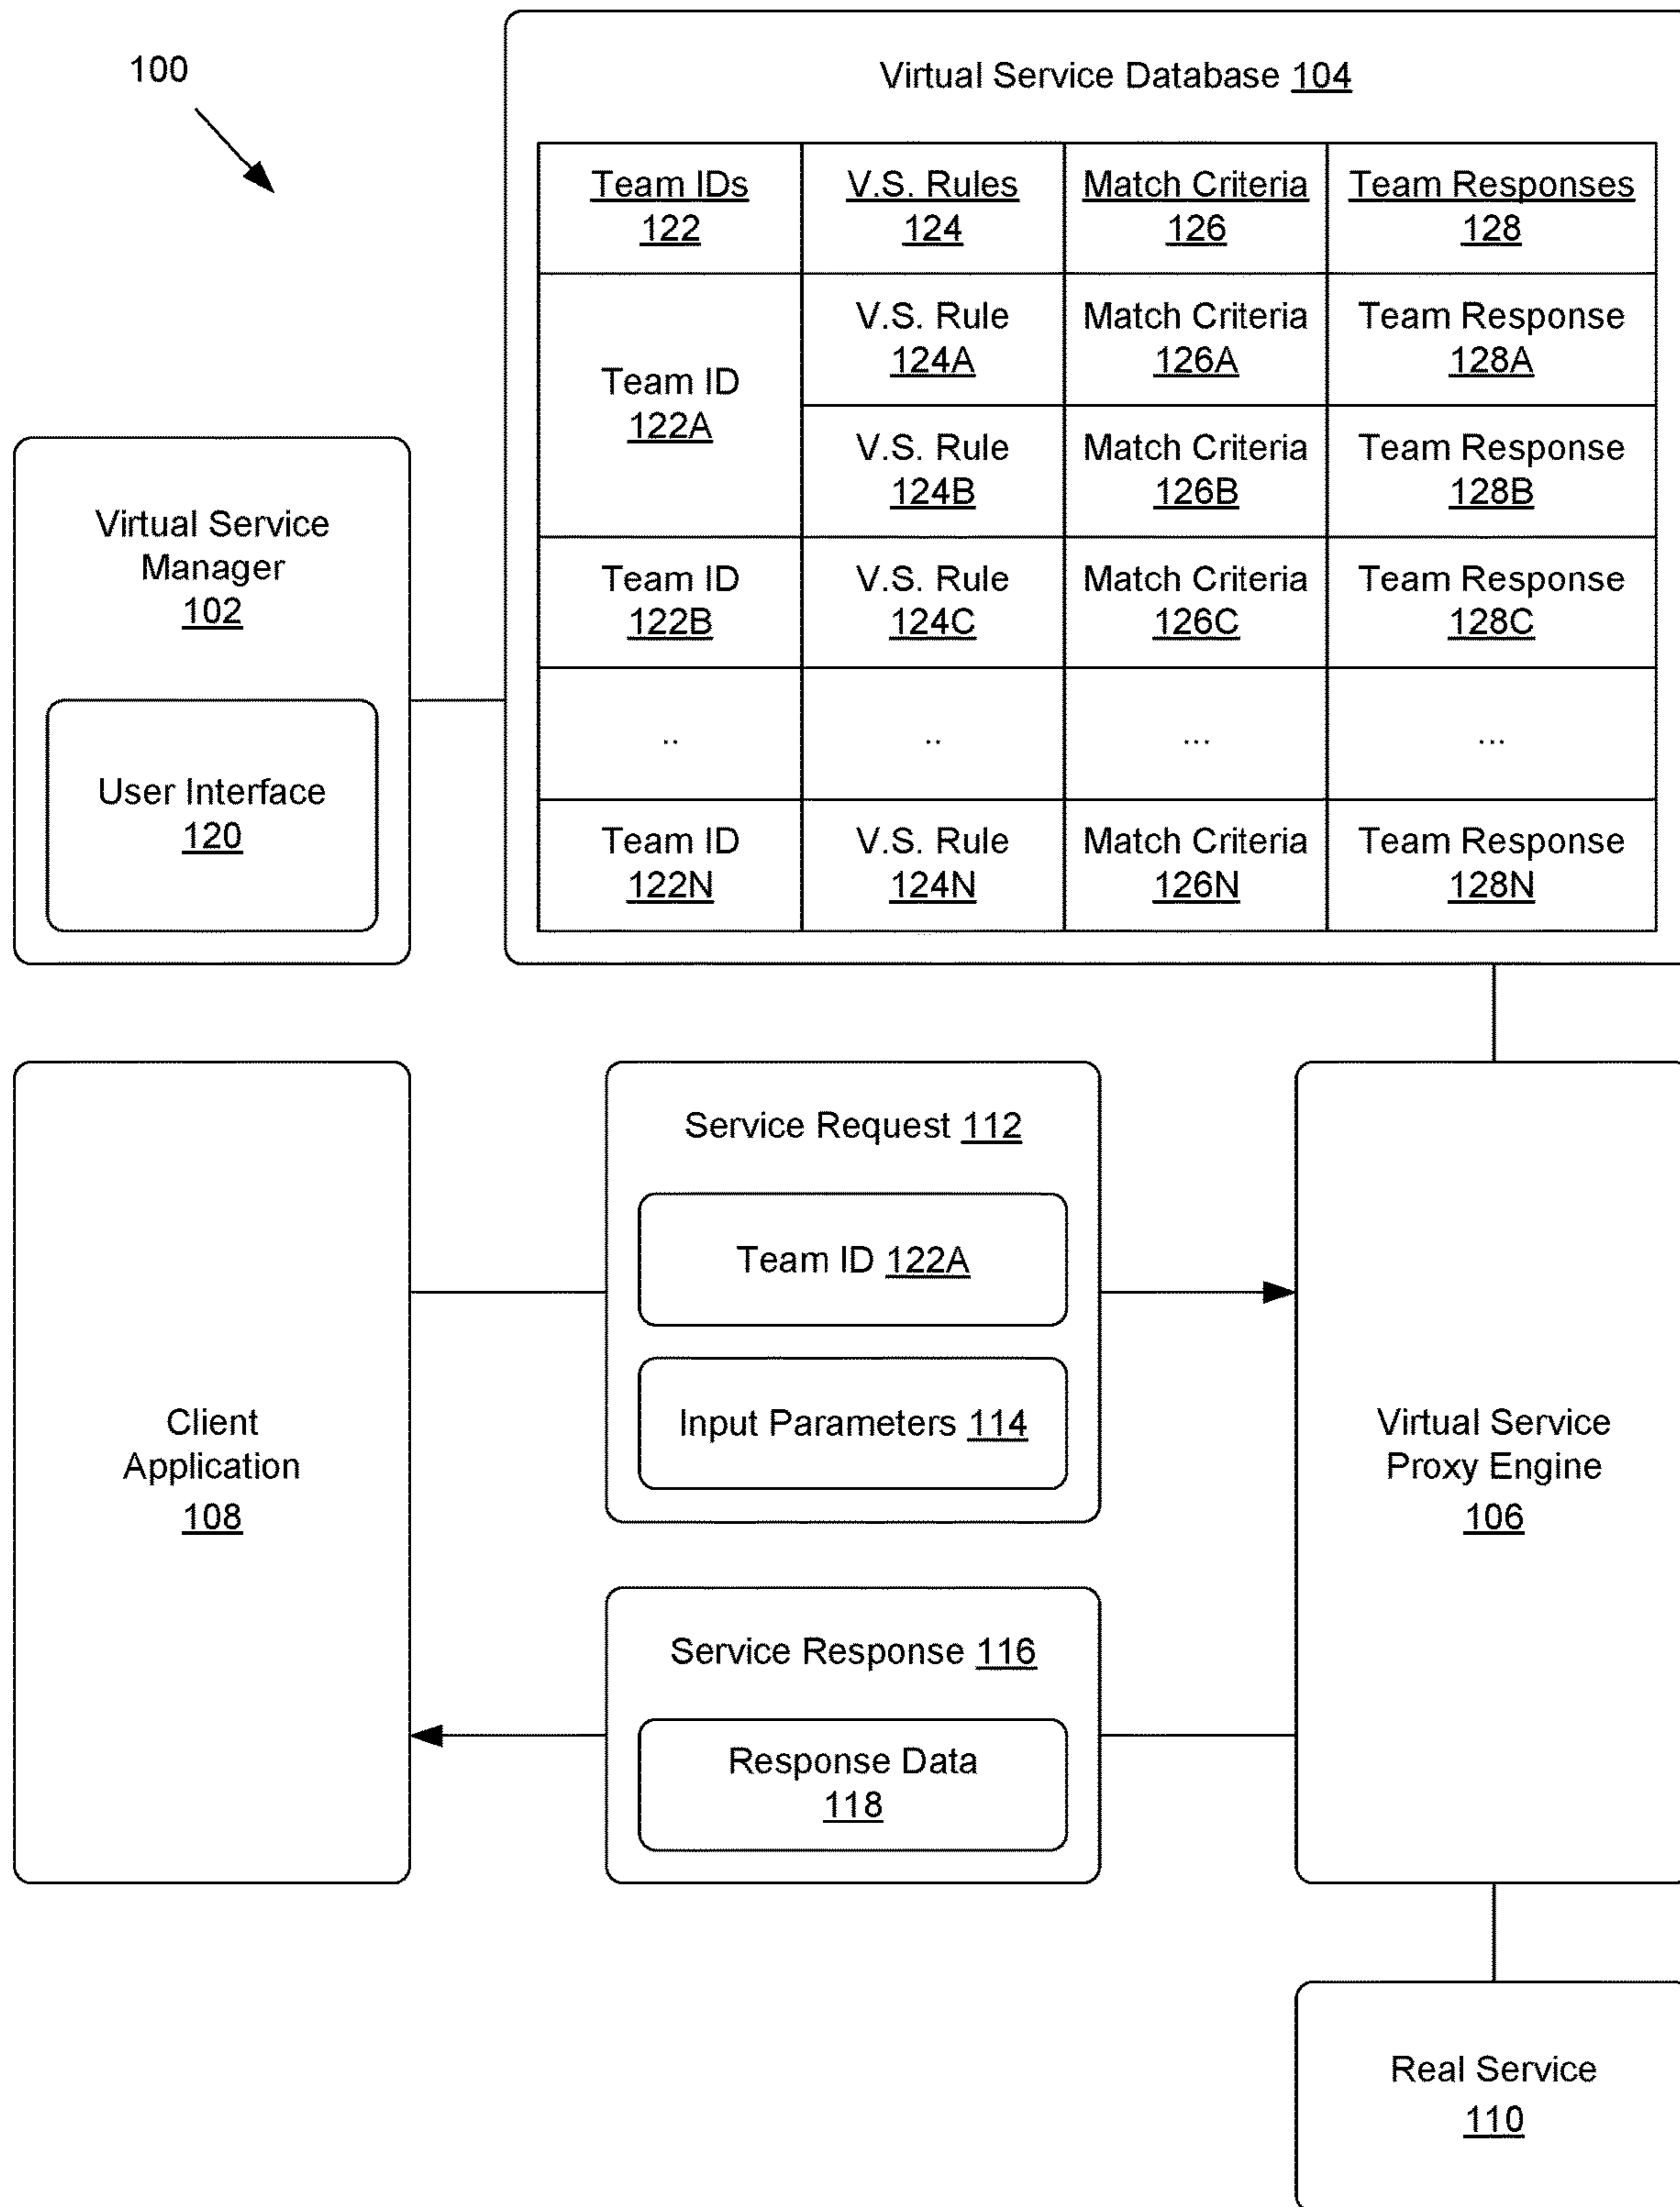 100
Virtual Service Database 104
Team IDs
122
V.S. Rules
124
Match Criteria
126
Team Responses
128
Team ID
122A
V.S. Rule
124A
Match Criteria
126A
Team Response
128A
V.S. Rule
124B
Match Criteria
126B
Team Response
128B
Team ID
122B
V.S. Rule
124C
Match Criteria
126C
Team Response
128C
..
..
...
...
Team ID
122N
V.S. Rule
124N
Match Criteria
126N
Team Response
128N
Virtual Service
Manager
102
User Interface
120
Client
Application
108
Service Request 112
Team ID 122A
Input Parameters 114
Service Response 116
Response Data
118
Virtual Service
Proxy Engine
106
Real Service
110